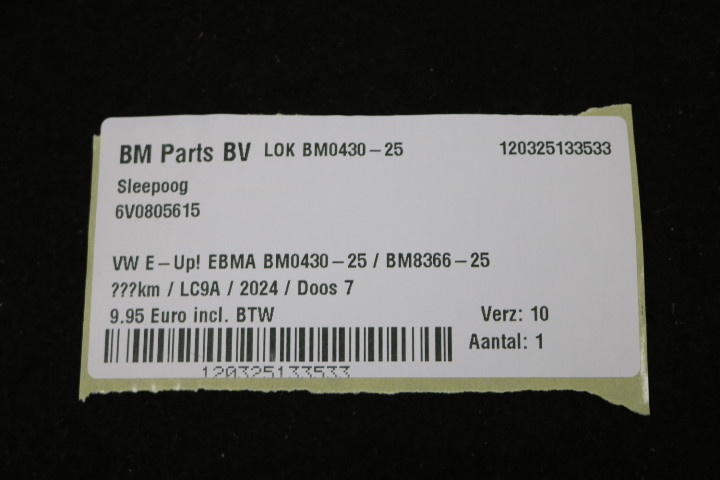 BM Parts BV LOK BM0430-25 120325133533
Sleepoog
6V0805615
VW E-Up! EBMA BM0430-25 / BM8366-25
???km / LC9A / 2024 / Doos 7
9.95 Euro incl. BTW Verz: 10
Aantal: 1
120325133533